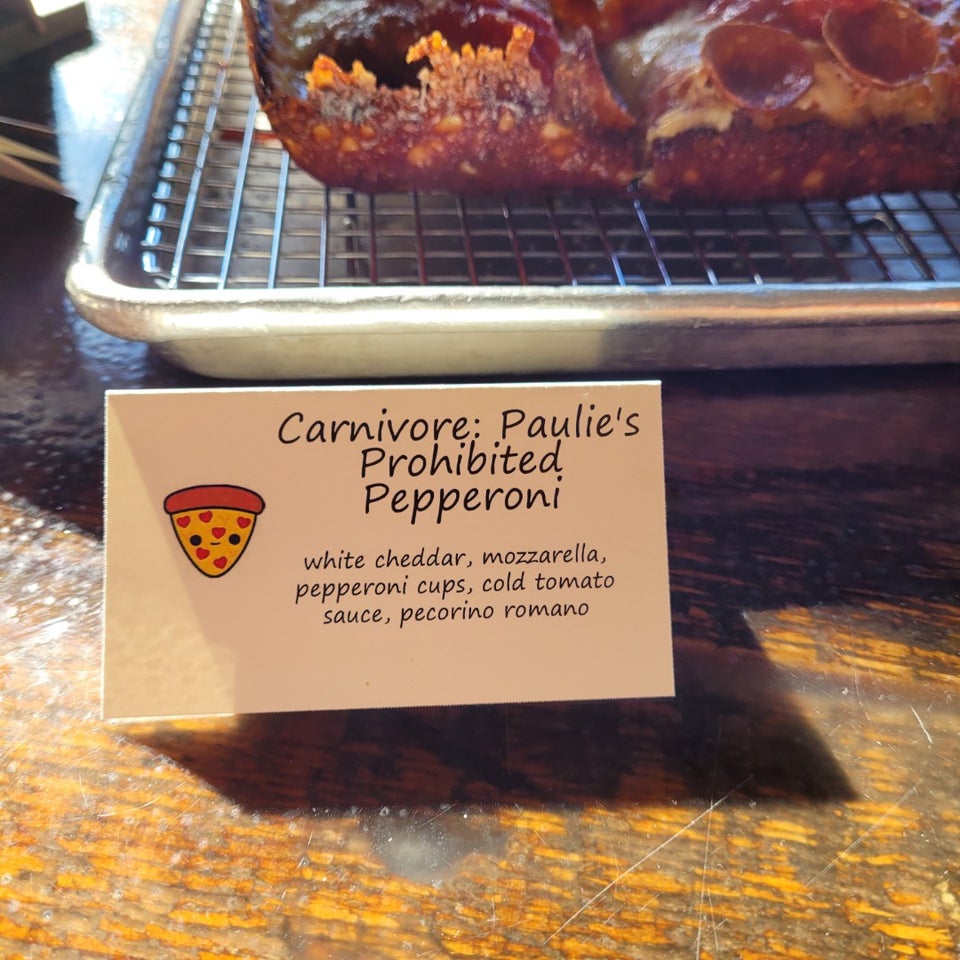 Carnivore: Paulie's
Prohibited
Pepperoni
white cheddar, mozzarella,
pepperoni cups, cold tomato
sauce, pecorino romano